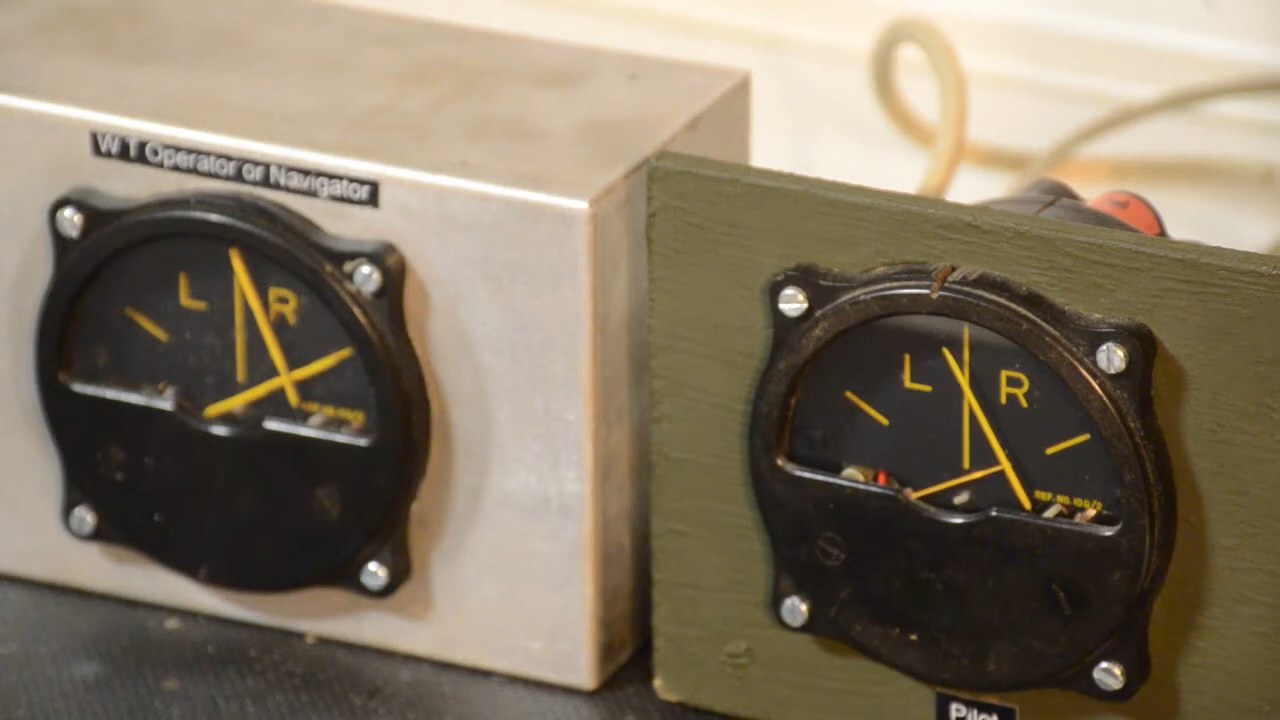 W T Operator or Navigator
L R
L R
REF. NO. 10Q/2
Pilot